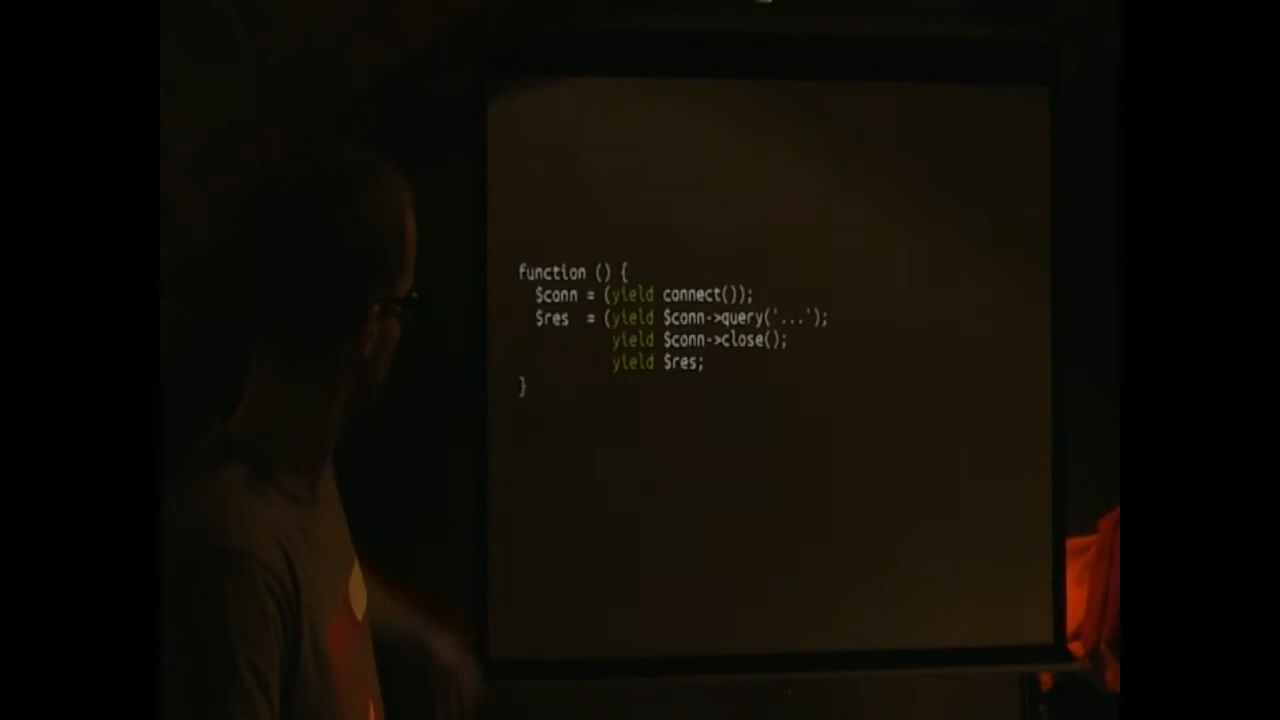 function () {
$conn = (yield connect());
$res = (yield $conn->query('...');
yield $conn->close();
yield $res;
}